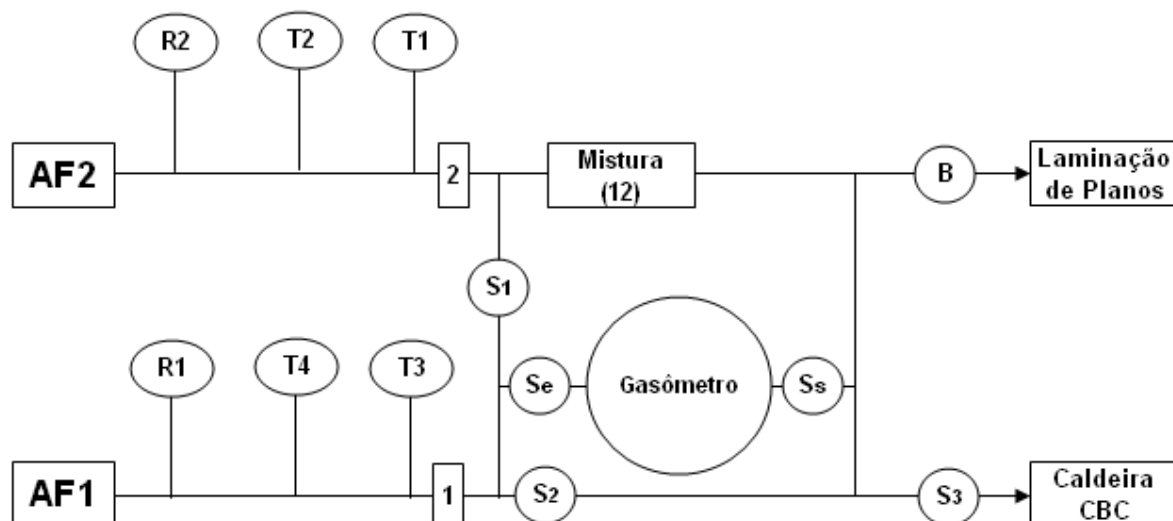 R2
T2
T1
AF2
2
Mistura
(12)
B
Laminação
de Planos
S1
R1
T4
T3
Se
Gasômetro
Ss
AF1
1
S2
S3
Caldeira
CBC